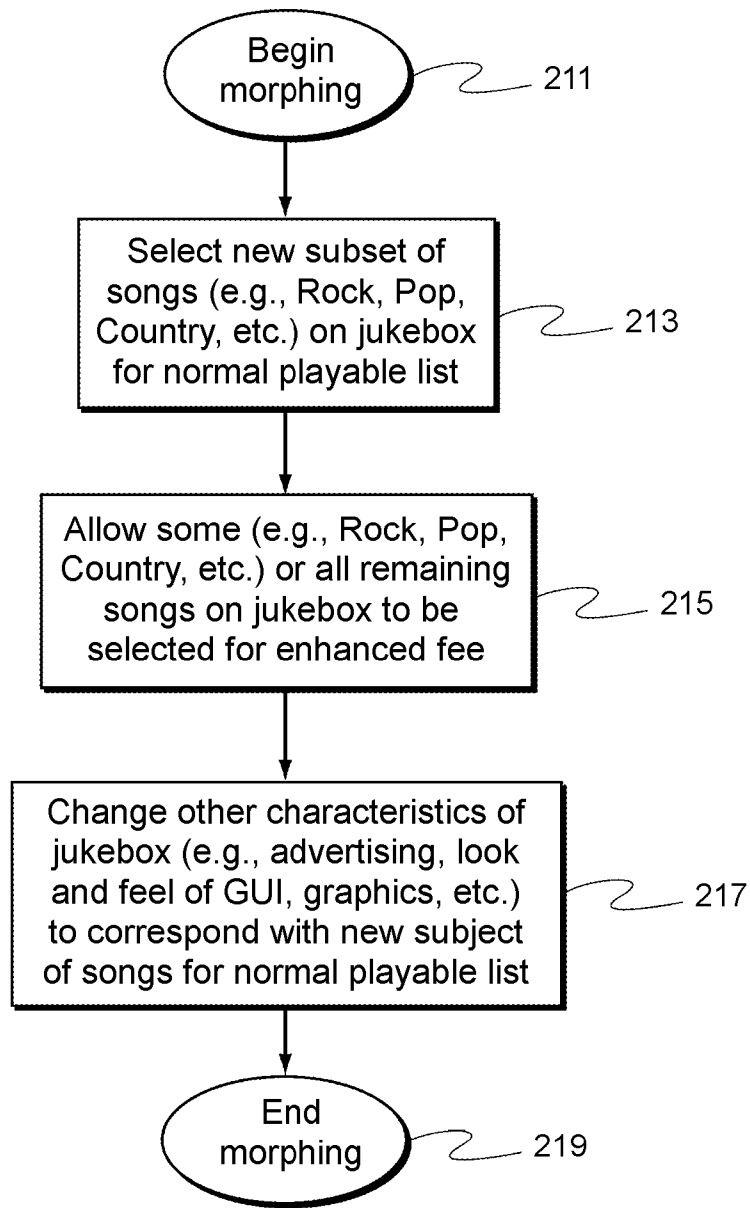 Begin
morphing
211
Select new subset of
songs (e.g., Rock, Pop,
Country, etc.) on jukebox
for normal playable list
213
Allow some (e.g., Rock, Pop,
Country, etc.) or all remaining
songs on jukebox to be
selected for enhanced fee
215
Change other characteristics of
jukebox (e.g., advertising, look
and feel of GUI, graphics, etc.)
to correspond with new subject
of songs for normal playable list
217
End
morphing
219